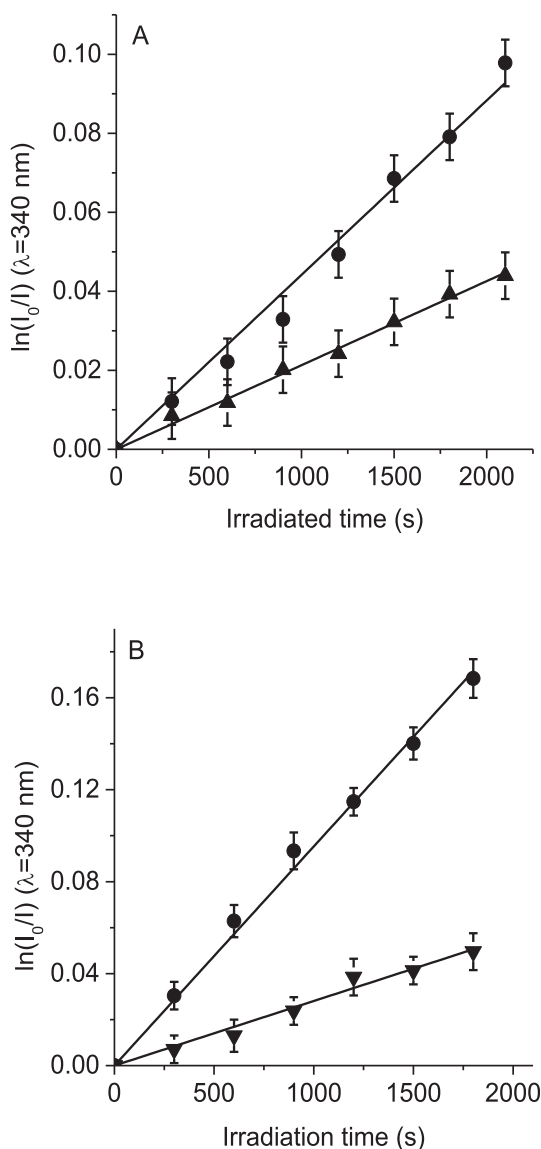 A
0.10
0.08
0.06
0.04
0.02
0.00
ln(I₀/I) (λ=340 nm)
0 500 1000 1500 2000
Irradiated time (s)
B
0.16
0.12
0.08
0.04
0.00
ln(I₀/I) (λ=340 nm)
0 500 1000 1500 2000
Irradiation time (s)